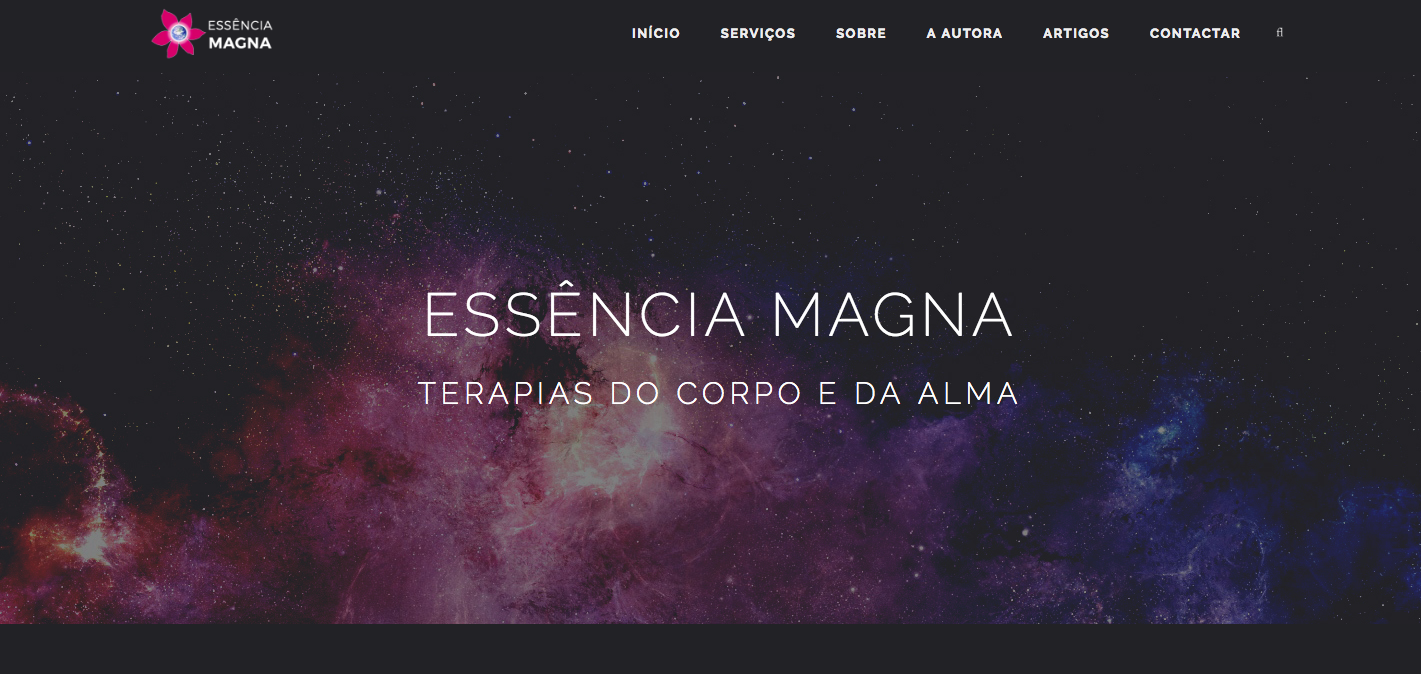 ESSÊNCIA
MAGNA
INÍCIO SERVIÇOS SOBRE A AUTORA ARTIGOS CONTACTAR
ESSÊNCIA MAGNA
TERAPIAS DO CORPO E DA ALMA